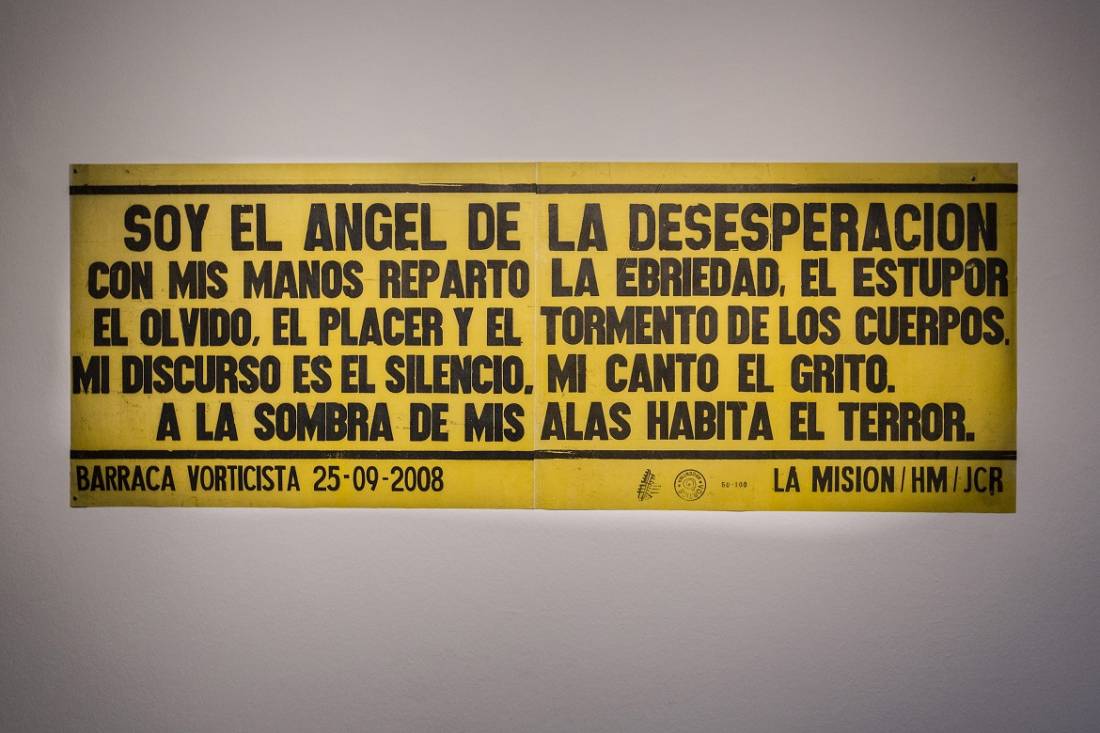 SOY EL ANGEL DE LA DESESPERACION
CON MIS MANOS REPARTO LA EBRIEDAD, EL ESTUPOR
EL OLVIDO, EL PLACER Y EL TORMENTO DE LOS CUERPOS.
MI DISCURSO ES EL SILENCIO, MI CANTO EL GRITO.
A LA SOMBRA DE MIS ALAS HABITA EL TERROR.
BARRACA VORTICISTA 25-09-2008
50-100
LA MISION/HM/JCR